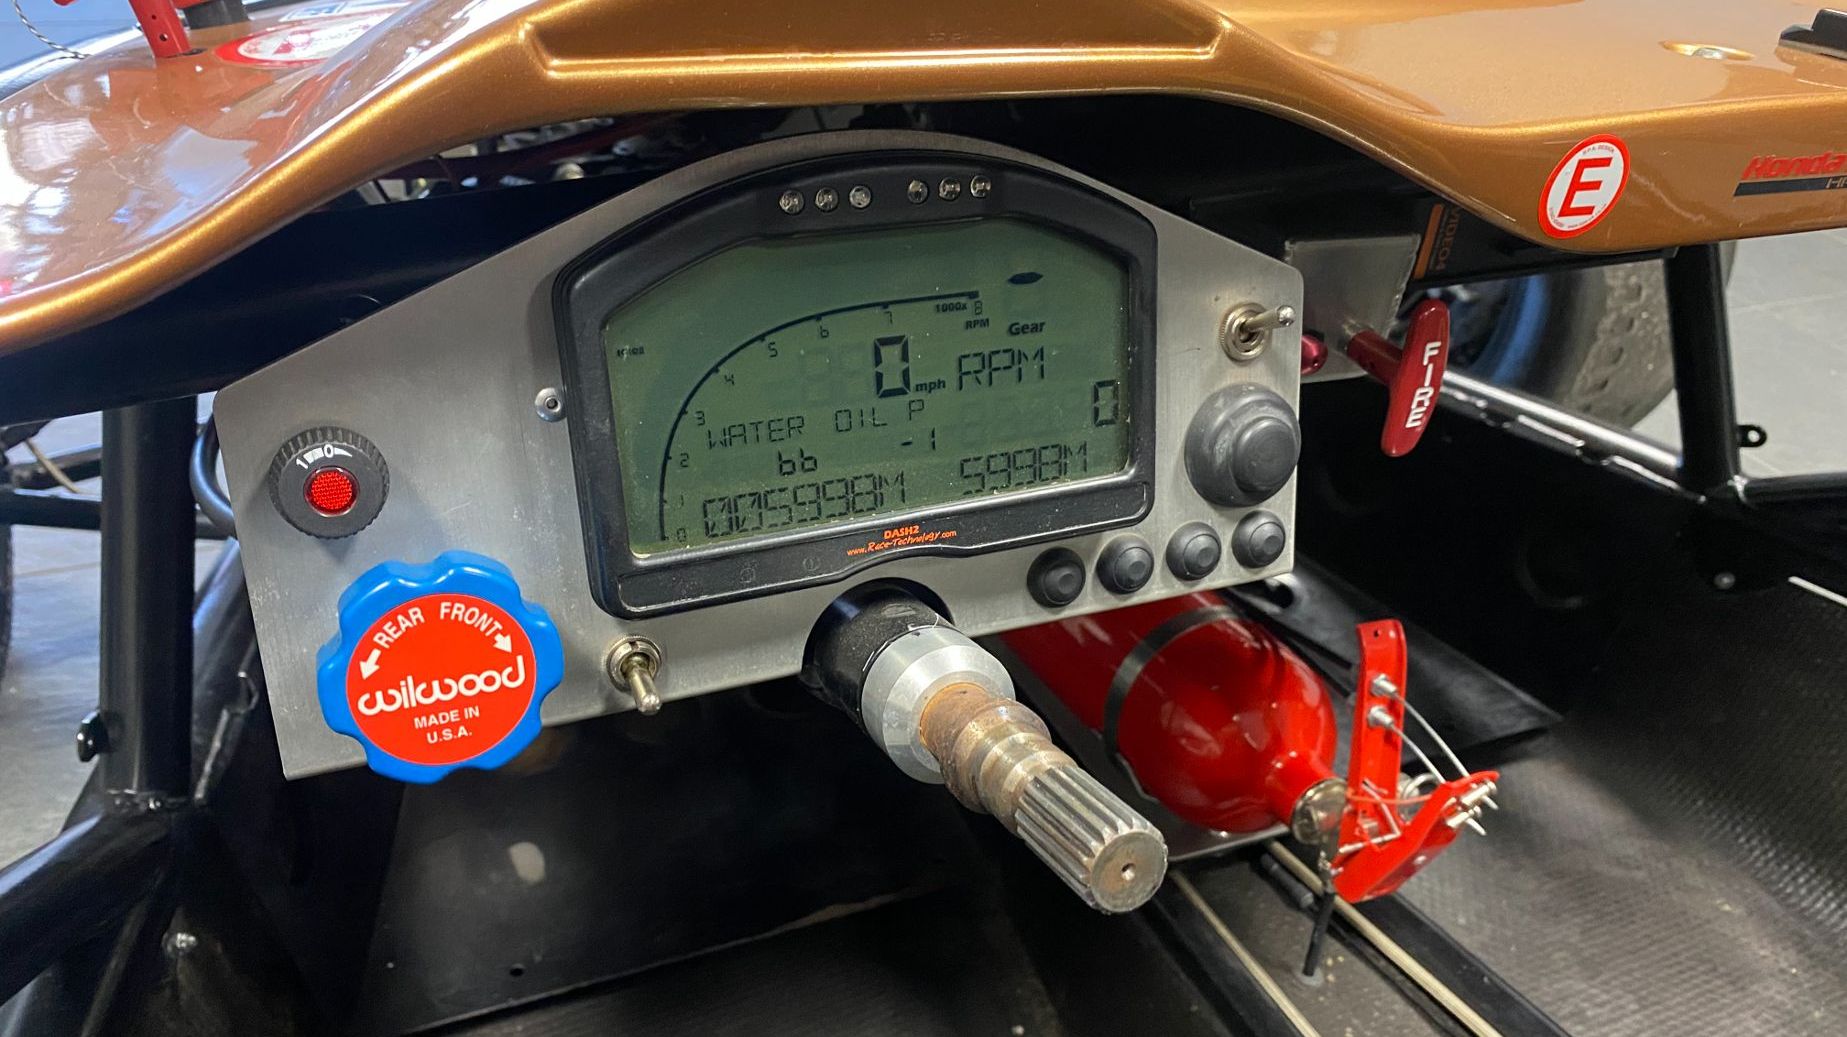 E
Honda
VIDEO4
FIRE
1000x
RPM
Gear
0 1 2 3 4 5 6 7 8
0 mph RPM
WATER OIL P
0
66 -1
005998M 5998M
DASH2
www.Race-Technology.com
1 0
REAR FRONT
wilwood
MADE IN
U.S.A.